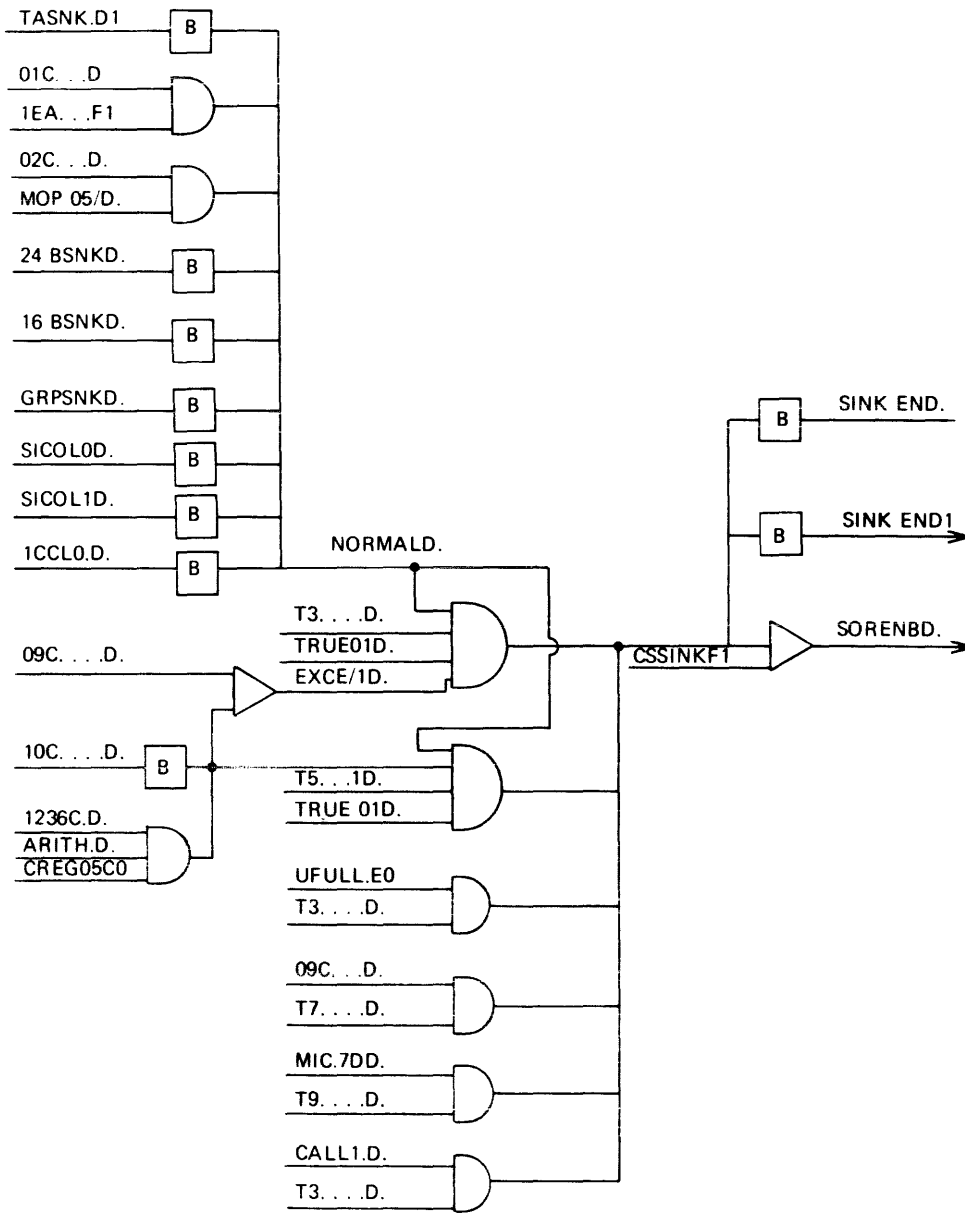 TASNK.D1
B
01C. . .D
1EA. . .F1
02C. . .D.
MOP 05/D.
24 BSNKD.
B
16 BSNKD.
B
GRPSNKD.
B
SICOL0D.
B
SICOL1D.
B
1CCL0.D.
B
NORMALD.
T3. . . .D.
TRUE01D.
EXCE/1D.
09C. . . .D.
10C. . . .D.
B
1236C.D.
ARITH.D.
CREG05C0
T5. . .1D.
TRUE 01D.
UFULL.E0
T3. . . .D.
09C. . .D.
T7. . . .D.
MIC.7DD.
T9. . . .D.
CALL1.D.
T3. . . .D.
B
SINK END.
B
SINK END1
CSSINKF1
SORENBD.